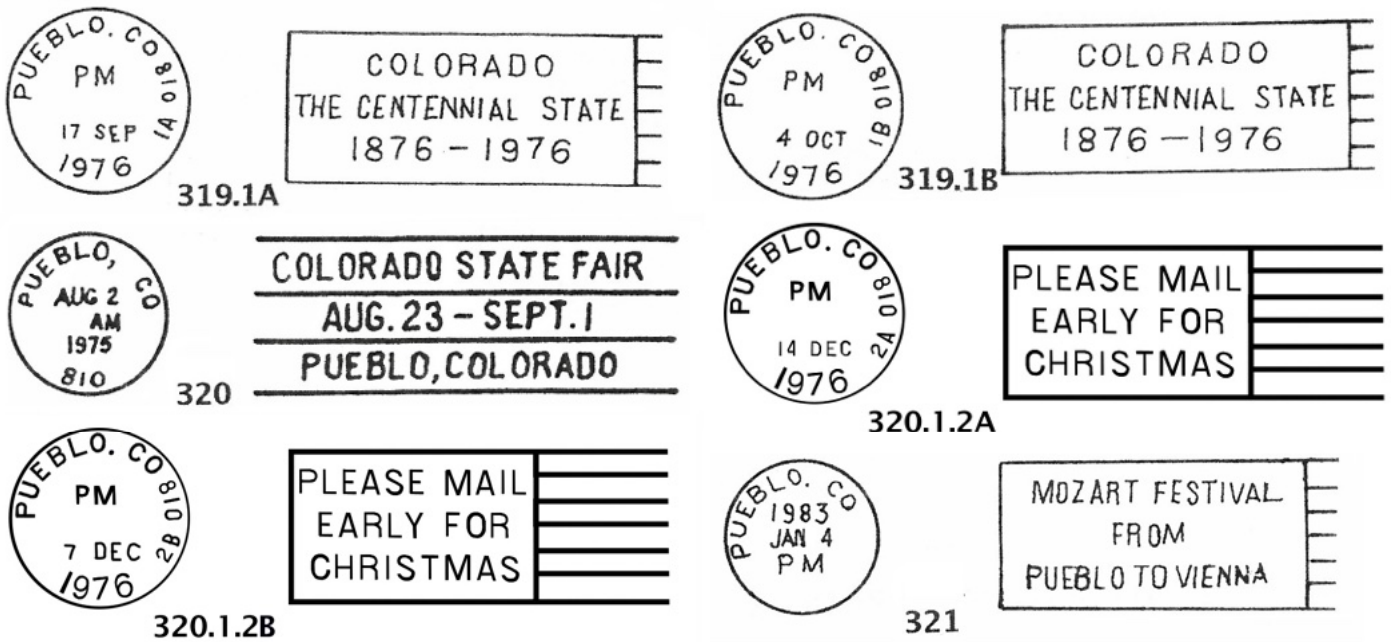 PUEBLO. CO 810 1A
PM
17 SEP
1976
COLORADO
THE CENTENNIAL STATE
1876 - 1976
319.1A
PUEBLO. CO 810 1B
PM
4 OCT
1976
COLORADO
THE CENTENNIAL STATE
1876 - 1976
319.1B
PUEBLO, CO
AUG 2
AM
1975
810
COLORADO STATE FAIR
AUG. 23 - SEPT. 1
PUEBLO, COLORADO
320
PUEBLO. CO 810 2A
PM
14 DEC
1976
PLEASE MAIL
EARLY FOR
CHRISTMAS
320.1.2A
PUEBLO. CO 810 2B
PM
7 DEC
1976
PLEASE MAIL
EARLY FOR
CHRISTMAS
320.1.2B
PUEBLO. CO
1983
JAN 4
PM
MOZART FESTIVAL
FROM
PUEBLO TO VIENNA
321